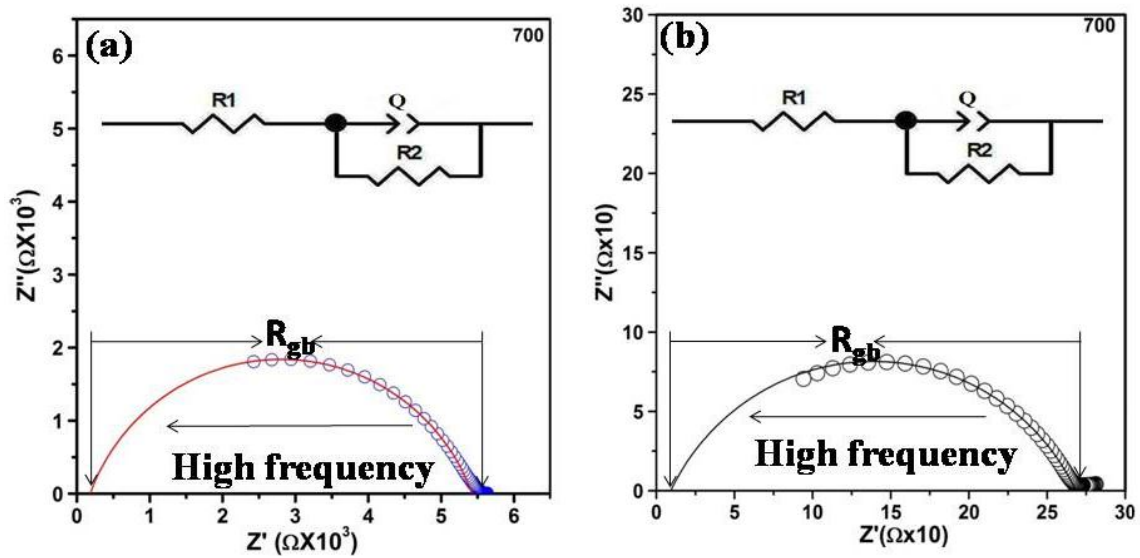 (a)
700
R1
Q
R2
Z''(ΩX10³)
6
5
4
3
2
1
0
R_gb
High frequency
0 1 2 3 4 5 6
Z' (ΩX10³)
(b)
700
R1
Q
R2
Z''(Ωx10)
30
25
20
15
10
5
0
R_gb
High frequency
0 5 10 15 20 25 30
Z'(Ωx10)